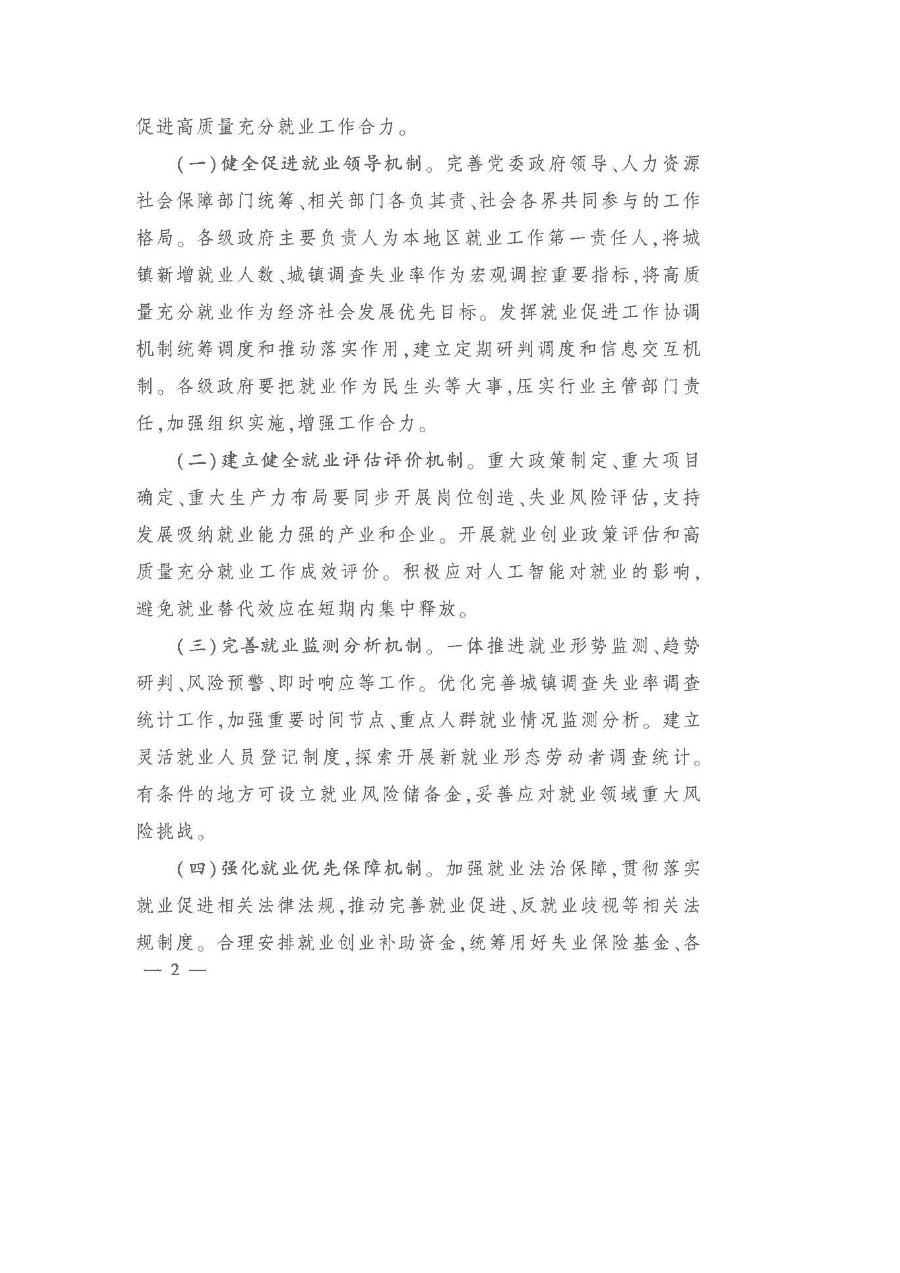 促进高质量充分就业工作合力。
(一)健全促进就业领导机制。完善党委政府领导、人力资源
社会保障部门统筹、相关部门各负其责、社会各界共同参与的工作
格局。各级政府主要负责人为本地区就业工作第一责任人,将城
镇新增就业人数、城镇调查失业率作为宏观调控重要指标,将高质
量充分就业作为经济社会发展优先目标。发挥就业促进工作协调
机制统筹调度和推动落实作用,建立定期研判调度和信息交互机
制。各级政府要把就业作为民生头等大事,压实行业主管部门责
任,加强组织实施,增强工作合力。
(二)建立健全就业评估评价机制。重大政策制定、重大项目
确定、重大生产力布局要同步开展岗位创造、失业风险评估,支持
发展吸纳就业能力强的产业和企业。开展就业创业政策评估和高
质量充分就业工作成效评价。积极应对人工智能对就业的影响,
避免就业替代效应在短期内集中释放。
(三)完善就业监测分析机制。一体推进就业形势监测、趋势
研判、风险预警、即时响应等工作。优化完善城镇调查失业率调查
统计工作,加强重要时间节点、重点人群就业情况监测分析。建立
灵活就业人员登记制度,探索开展新就业形态劳动者调查统计。
有条件的地方可设立就业风险储备金,妥善应对就业领域重大风
险挑战。
(四)强化就业优先保障机制。加强就业法治保障,贯彻落实
就业促进相关法律法规,推动完善就业促进、反就业歧视等相关法
规制度。合理安排就业创业补助资金,统筹用好失业保险基金、各
— 2 —